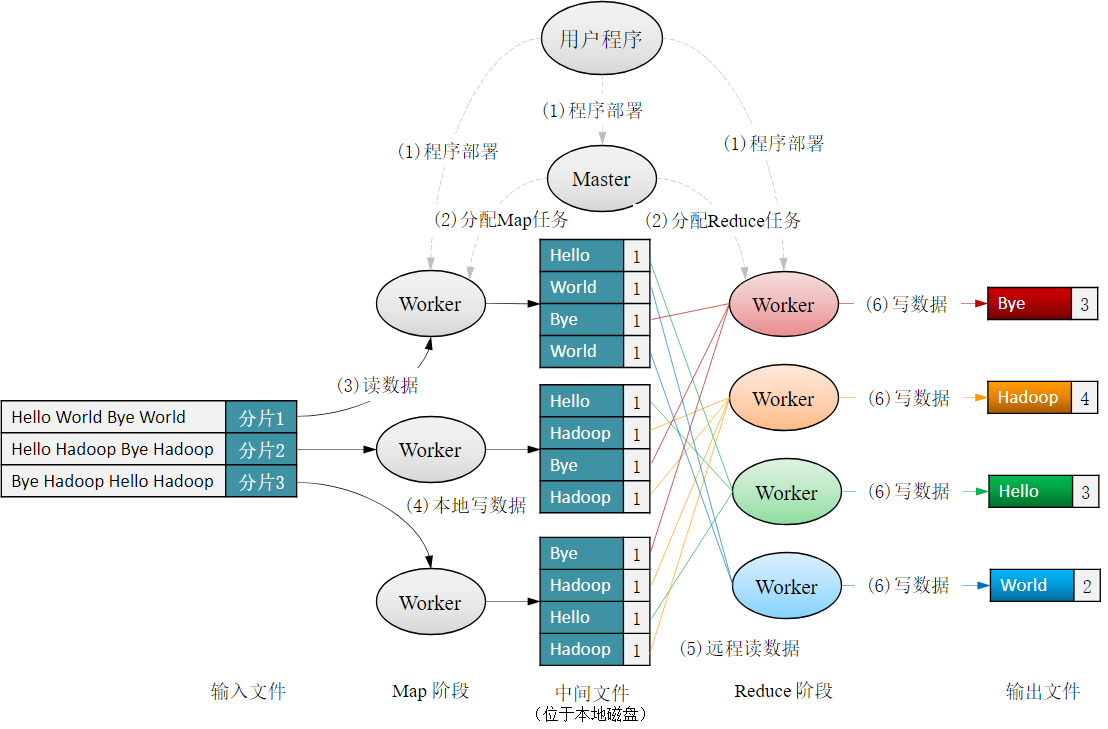 用户程序
(1)程序部署
(1)程序部署
(1)程序部署
Master
(2)分配Map任务
(2)分配Reduce任务
Worker
Hello 1
World 1
Bye 1
World 1
Worker
(6)写数据
Bye 3
(3)读数据
Hello World Bye World 分片1
Hello Hadoop Bye Hadoop 分片2
Bye Hadoop Hello Hadoop 分片3
Worker
Hello 1
Hadoop 1
Bye 1
Hadoop 1
Worker
(6)写数据
Hadoop 4
(4)本地写数据
Worker
(6)写数据
Hello 3
Worker
Bye 1
Hadoop 1
Hello 1
Hadoop 1
Worker
(6)写数据
World 2
(5)远程读数据
输入文件
Map 阶段
中间文件
（位于本地磁盘）
Reduce 阶段
输出文件